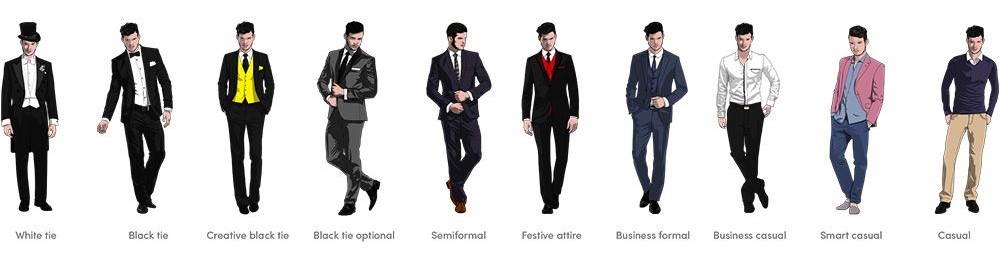 White tie
Black tie
Creative black tie
Black tie optional
Semiformal
Festive attire
Business formal
Business casual
Smart casual
Casual